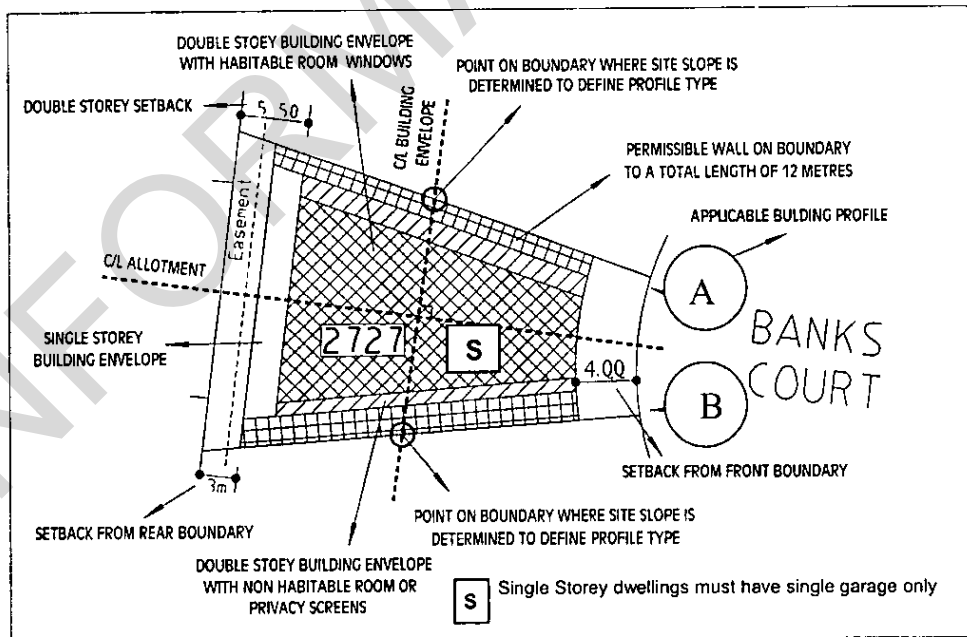 INFORMA
DOUBLE STOEY BUILDING ENVELOPE
WITH HABITABLE ROOM WINDOWS
POINT ON BOUNDARY WHERE SITE SLOPE IS
DETERMINED TO DEFINE PROFILE TYPE
DOUBLE STOREY SETBACK
5.50
C/L BUILDING
ENVELOPE
PERMISSIBLE WALL ON BOUNDARY
TO A TOTAL LENGTH OF 12 METRES
APPLICABLE BULDING PROFILE
Easement
C/L ALLOTMENT
A
BANKS
COURT
SINGLE STOREY
BUILDING ENVELOPE
2727
S
4.00
B
SETBACK FROM FRONT BOUNDARY
3m
SETBACK FROM REAR BOUNDARY
POINT ON BOUNDARY WHERE SITE SLOPE IS
DETERMINED TO DEFINE PROFILE TYPE
DOUBLE STOEY BUILDING ENVELOPE
WITH NON HABITABLE ROOM OR
PRIVACY SCREENS
S Single Storey dwellings must have single garage only